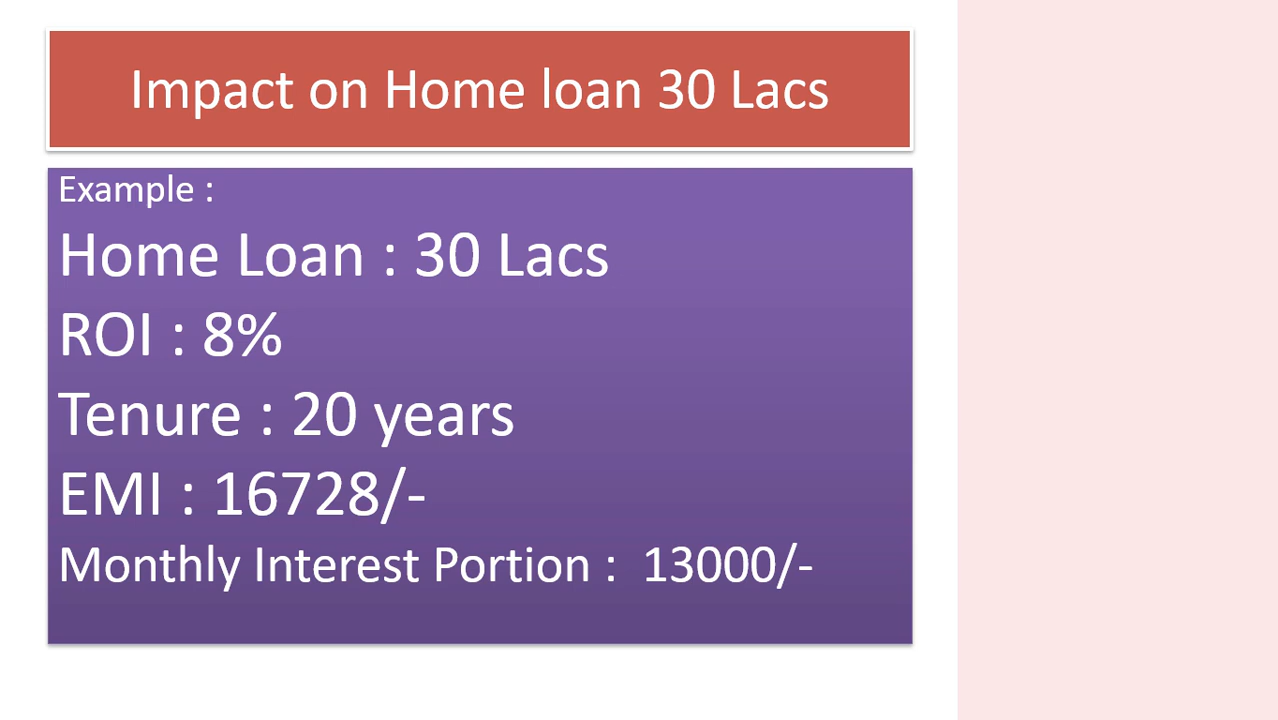 Impact on Home loan 30 Lacs
Example :
Home Loan : 30 Lacs
ROI : 8%
Tenure : 20 years
EMI : 16728/-
Monthly Interest Portion :  13000/-